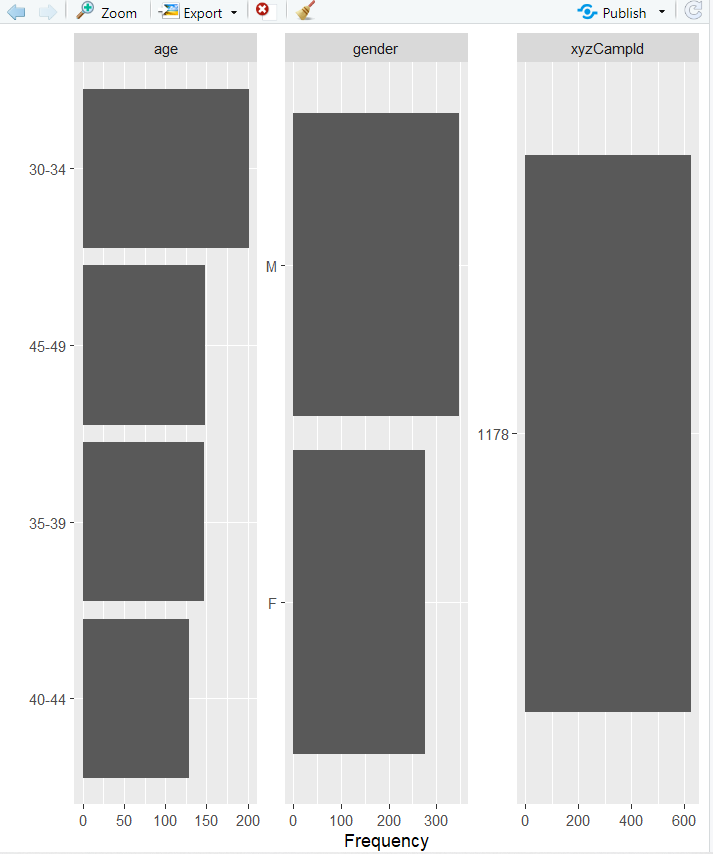 Zoom Export Publish
age gender xyzCampId
30-34
M
45-49
1178
35-39
F
40-44
0 50 100 150 200 0 100 200 300 0 200 400 600
Frequency